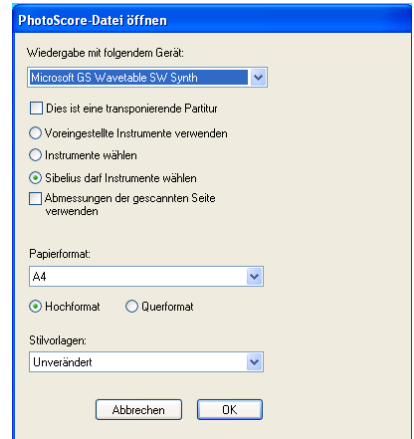 PhotoScore-Datei öffnen
Wiedergabe mit folgendem Gerät:
Microsoft GS Wavetable SW Synth
Dies ist eine transponierende Partitur
Voreingestellte Instrumente verwenden
Instrumente wählen
Sibelius darf Instrumente wählen
Abmessungen der gescannten Seite
verwenden
Papierformat:
A4
Hochformat Querformat
Stilvorlagen:
Unverändert
Abbrechen OK